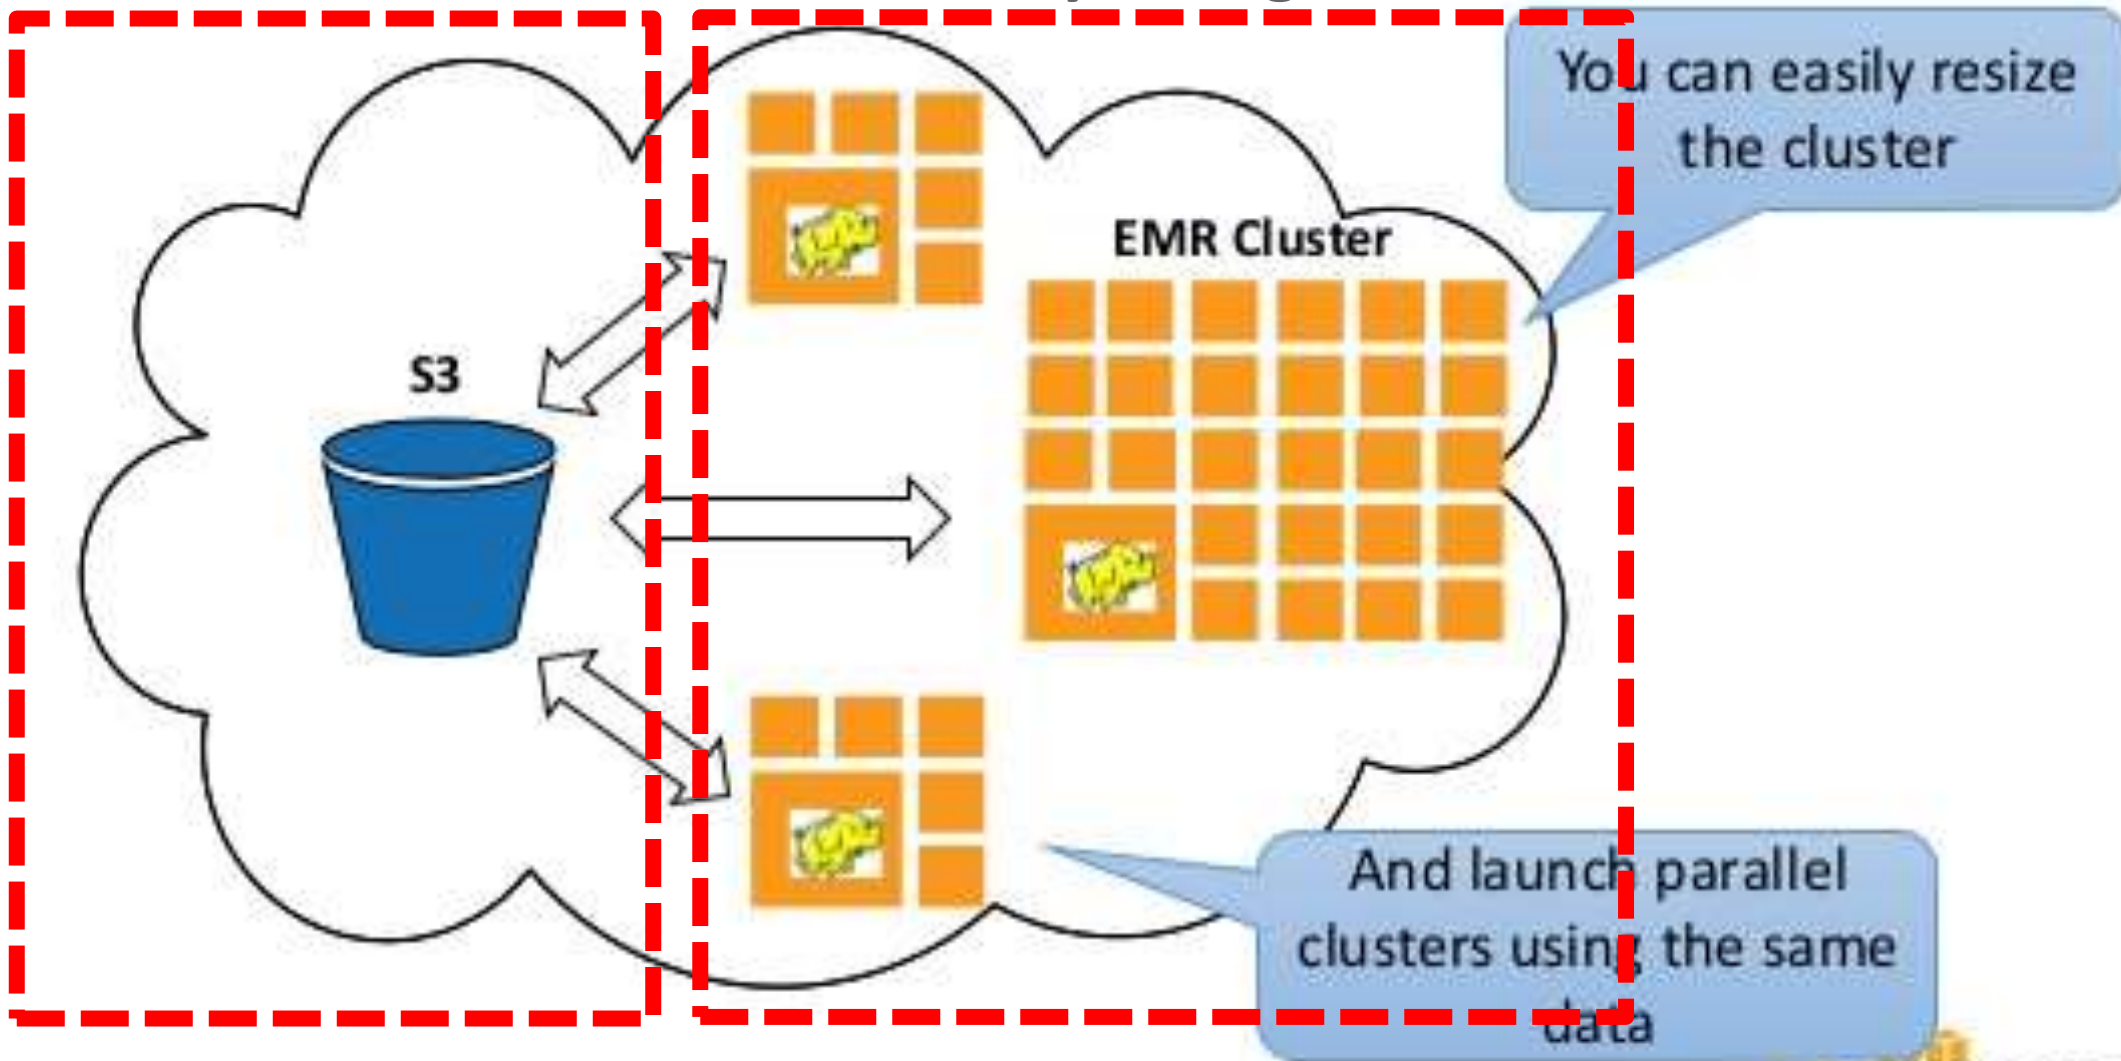 You can easily resize
the cluster
EMR Cluster
S3
And launch parallel
clusters using the same
data